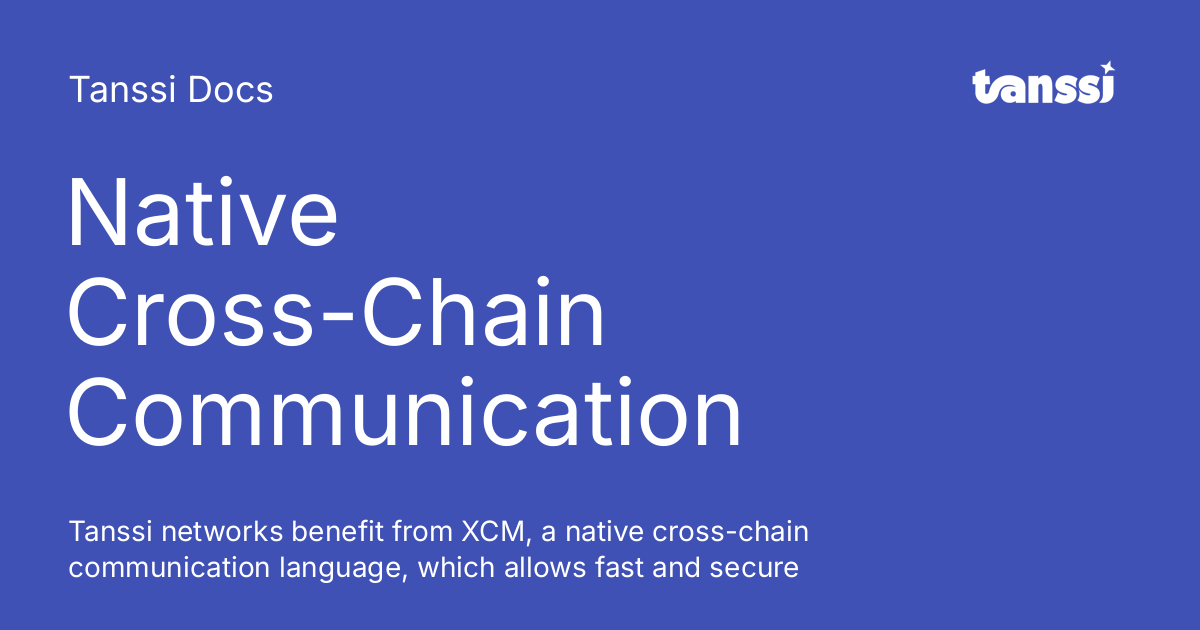 Tanssi Docs
tanssi
Native
Cross-Chain
Communication
Tanssi networks benefit from XCM, a native cross-chain
communication language, which allows fast and secure